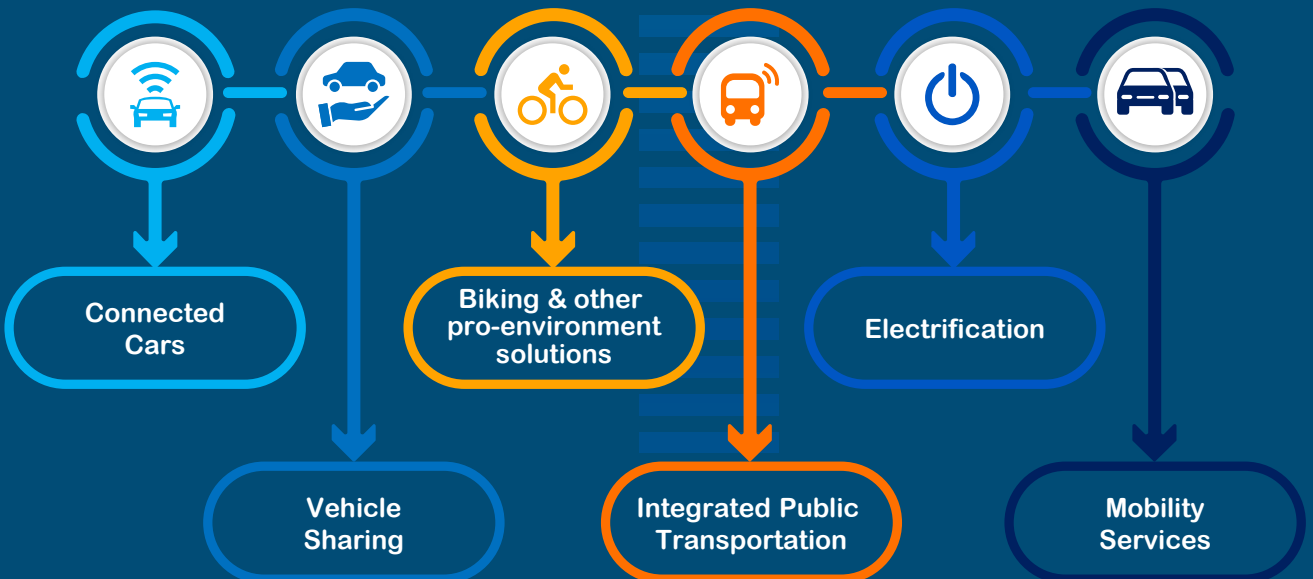 Connected
Cars
Vehicle
Sharing
Biking & other
pro-environment
solutions
Integrated Public
Transportation
Electrification
Mobility
Services